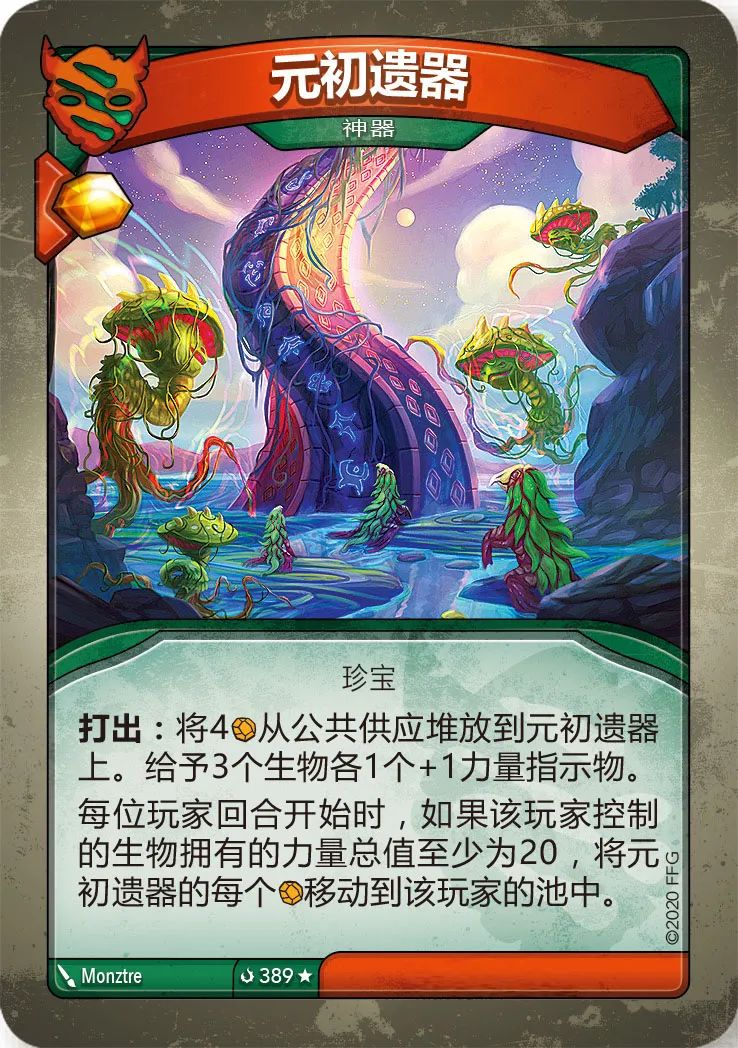 元初遗器
神器
珍宝
打出：将4从公共供应堆放到元初遗器
上。给予3个生物各1个+1力量指示物。
每位玩家回合开始时，如果该玩家控制
的生物拥有的力量总值至少为20，将元
初遗器的每个移动到该玩家的池中。
©2020 FFG
Monztre
389